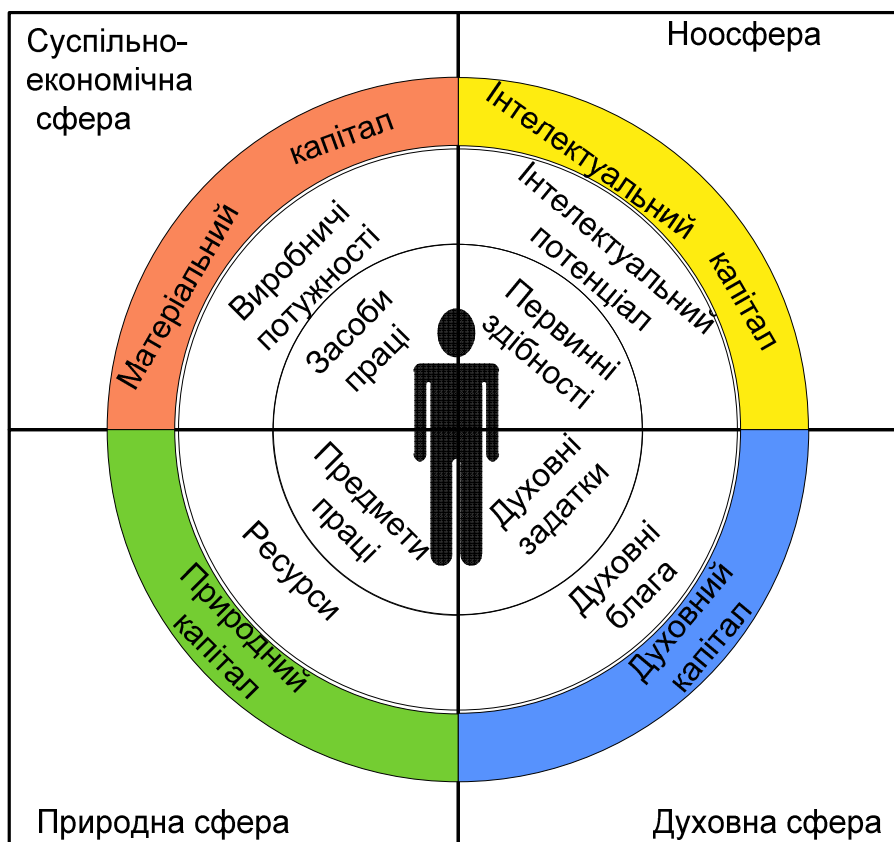 Суспільно-
економічна
сфера
Ноосфера
Матеріальний капітал
Інтелектуальний капітал
Виробничі
потужності
Інтелектуальний
потенціал
Засоби
праці
Первинні
здібності
Предмети
праці
Духовні
задатки
Ресурси
Духовні
блага
Природний
капітал
Духовний
капітал
Природна сфера
Духовна сфера